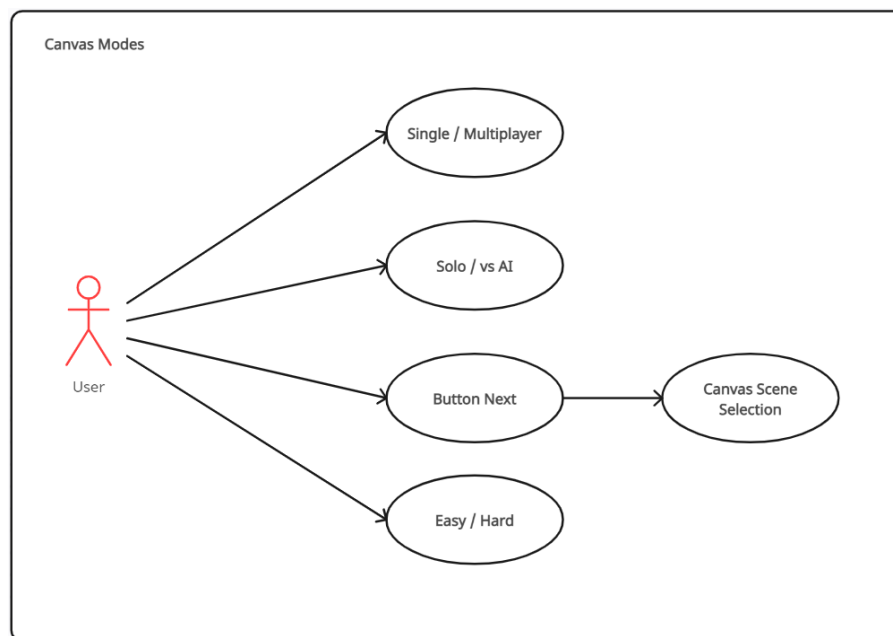 Canvas Modes
Single / Multiplayer
Solo / vs AI
User
Button Next
Canvas Scene
Selection
Easy / Hard